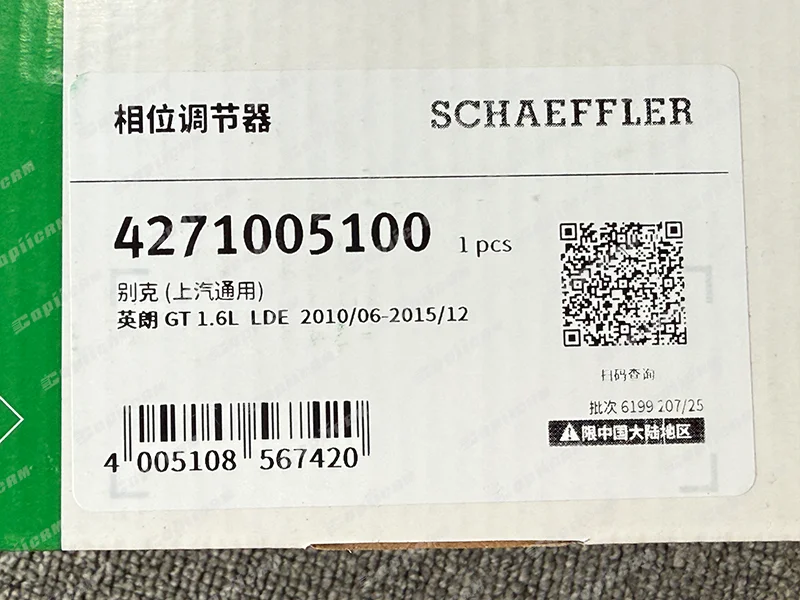 相位调节器
SCHAEFFLER
4271005100 1 pcs
别克 (上汽通用)
英朗 GT 1.6L LDE 2010/06-2015/12
扫码查询
批次 6199 207/25
限中国大陆地区
4 005108 567420